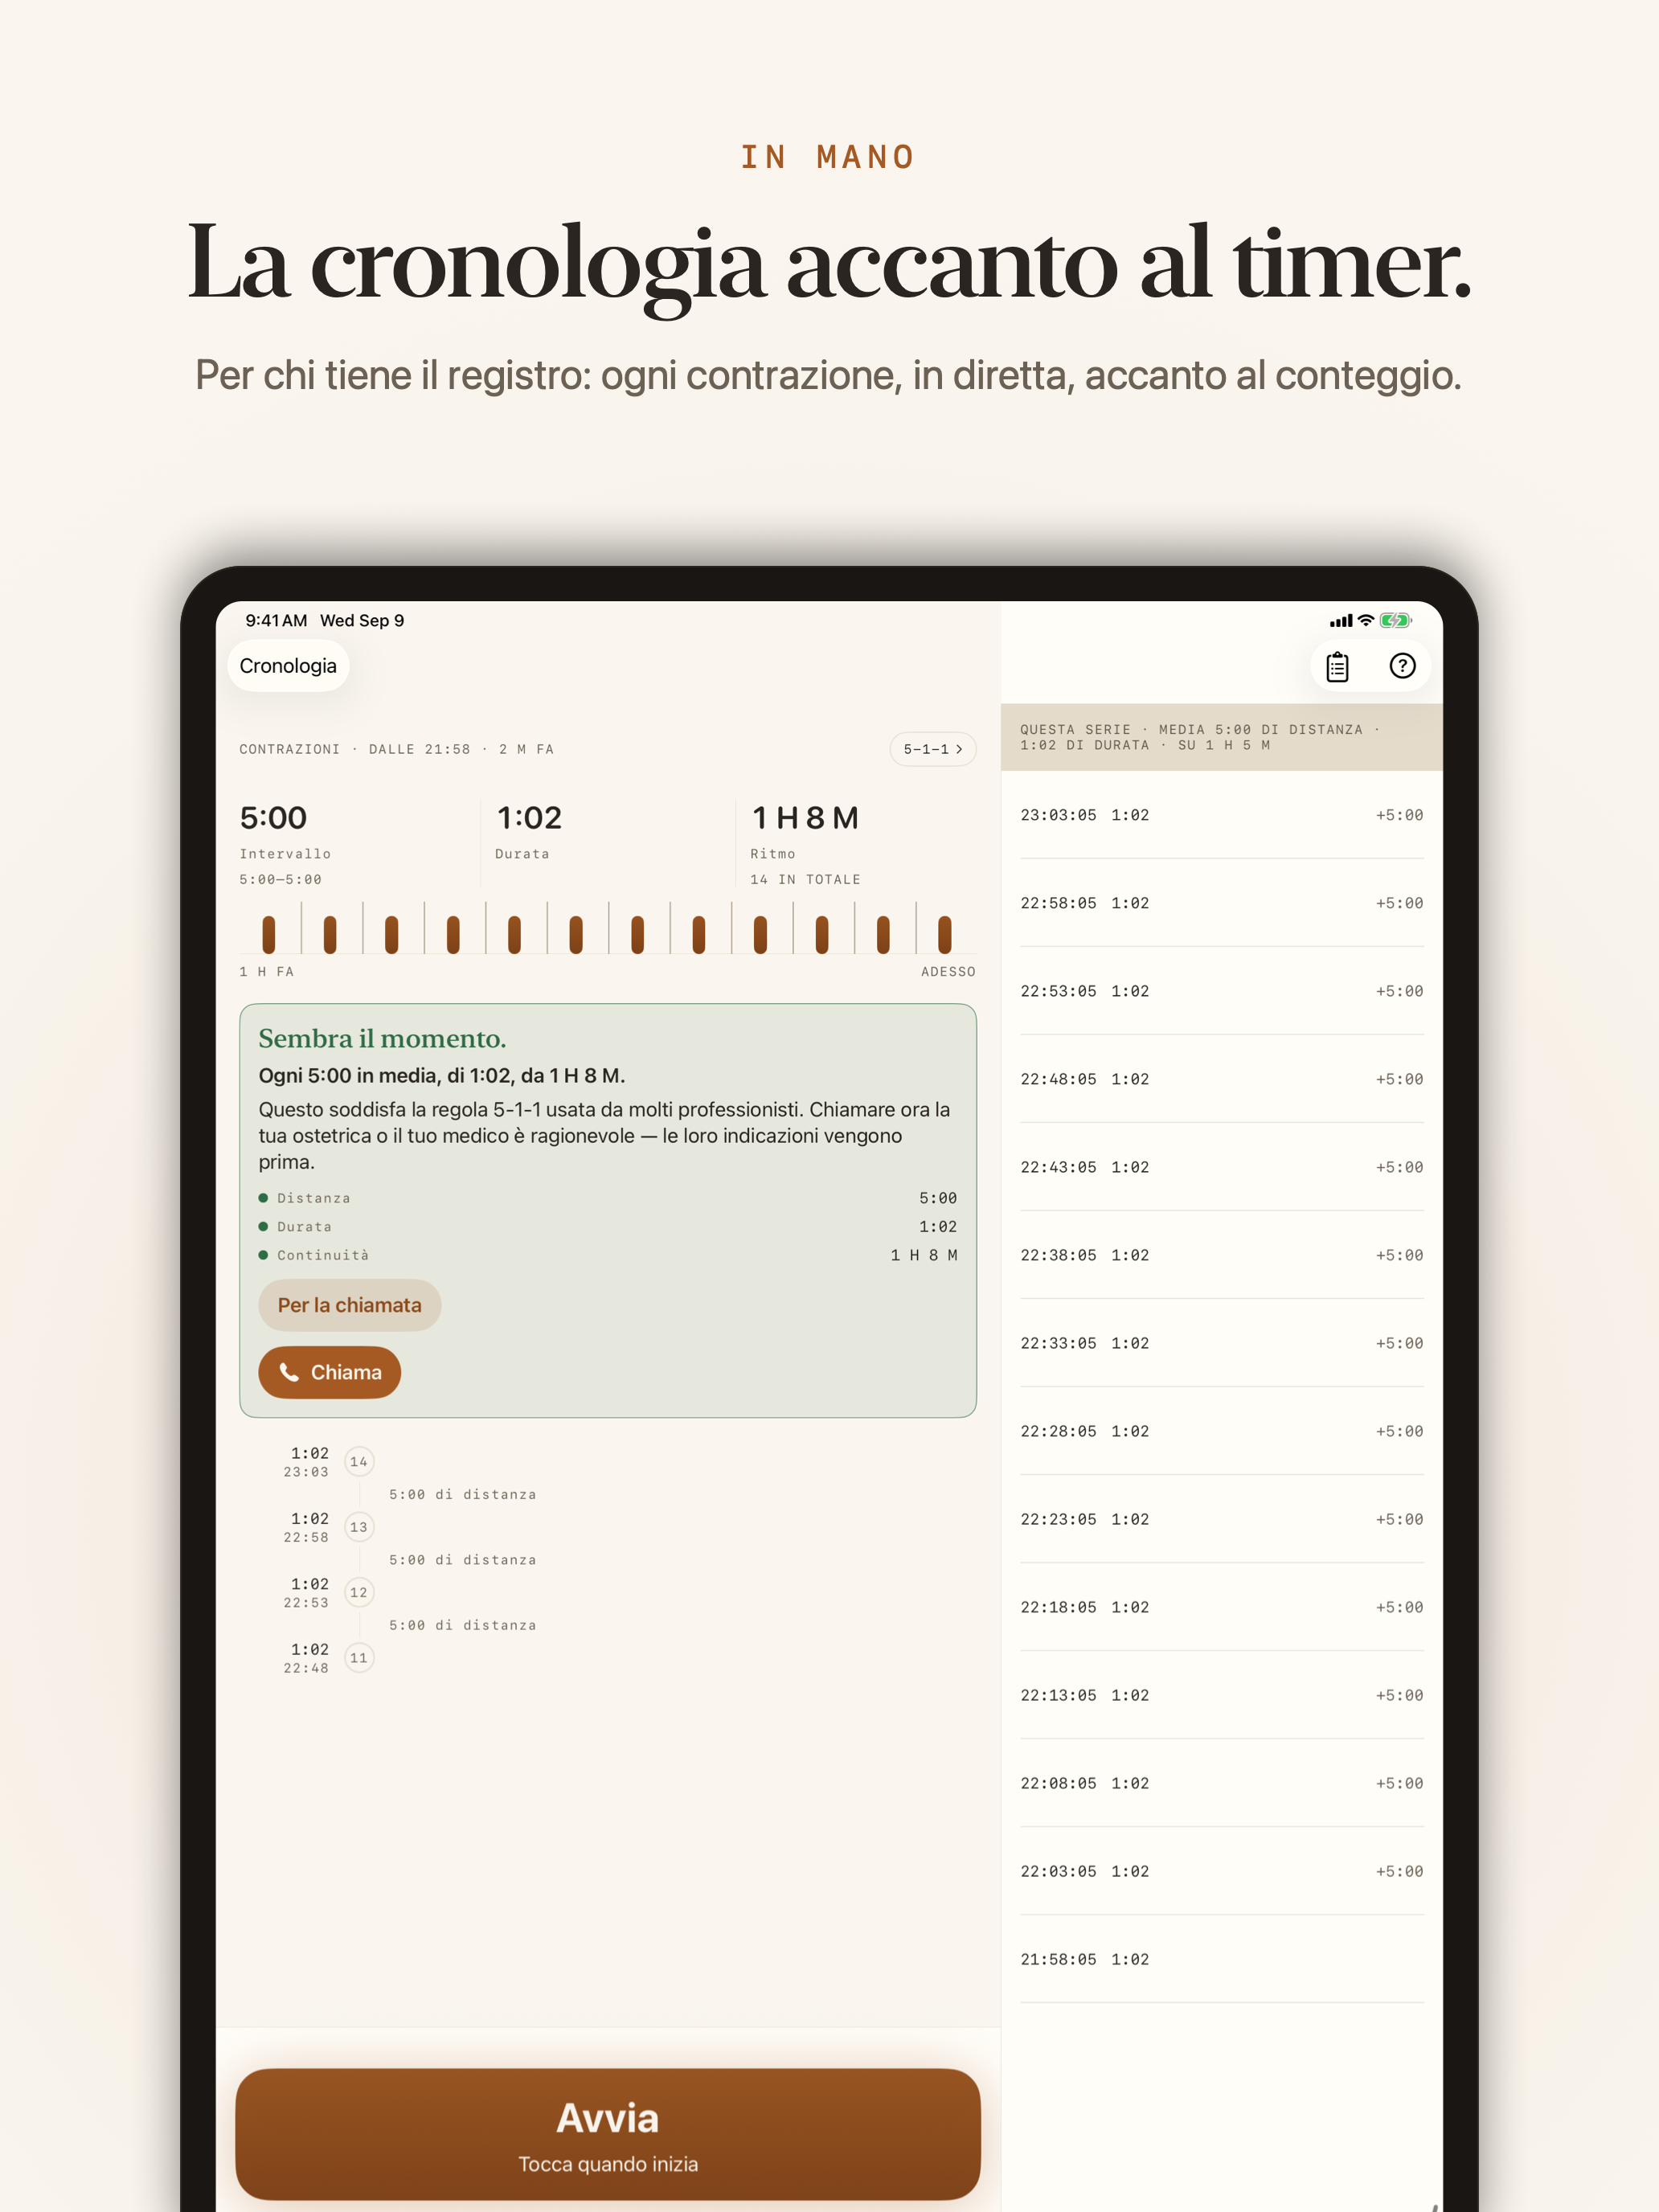 IN MANO
La cronologia accanto al timer.
Per chi tiene il registro: ogni contrazione, in diretta, accanto al conteggio.
9:41 AM Wed Sep 9
Cronologia
CONTRAZIONI · DALLE 21:58 · 2 M FA
5-1-1
5:00
Intervallo
5:00–5:00
1:02
Durata
1 H 8 M
Ritmo
14 IN TOTALE
1 H FA
ADESSO
Sembra il momento.
Ogni 5:00 in media, di 1:02, da 1 H 8 M.
Questo soddisfa la regola 5-1-1 usata da molti professionisti. Chiamare ora la
tua ostetrica o il tuo medico è ragionevole — le loro indicazioni vengono
prima.
Distanza 5:00
Durata 1:02
Continuità 1 H 8 M
Per la chiamata
Chiama
1:02
23:03
14
5:00 di distanza
1:02
22:58
13
5:00 di distanza
1:02
22:53
12
5:00 di distanza
1:02
22:48
11
Avvia
Tocca quando inizia
?
QUESTA SERIE · MEDIA 5:00 DI DISTANZA ·
1:02 DI DURATA · SU 1 H 5 M
23:03:05 1:02 +5:00
22:58:05 1:02 +5:00
22:53:05 1:02 +5:00
22:48:05 1:02 +5:00
22:43:05 1:02 +5:00
22:38:05 1:02 +5:00
22:33:05 1:02 +5:00
22:28:05 1:02 +5:00
22:23:05 1:02 +5:00
22:18:05 1:02 +5:00
22:13:05 1:02 +5:00
22:08:05 1:02 +5:00
22:03:05 1:02 +5:00
21:58:05 1:02